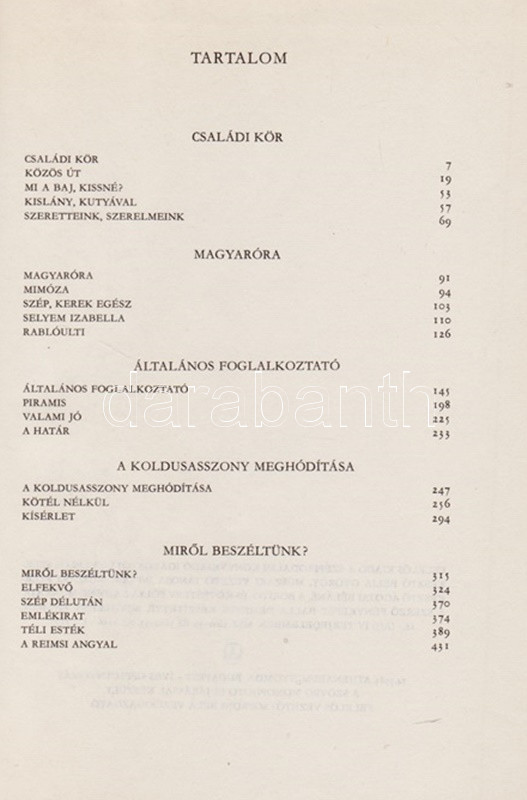 TARTALOM
CSALÁDI KÖR
CSALÁDI KÖR 7
KÖZÖS ÚT 19
MI A BAJ, KISSNÉ? 53
KISLÁNY, KUTYÁVAL 57
SZERETTEINK, SZERELMEINK 69
MAGYARÓRA
MAGYARÓRA 91
MIMÓZA 94
SZÉP, KEREK EGÉSZ 103
SELYEM IZABELLA 110
RABLÓULTI 126
ÁLTALÁNOS FOGLALKOZTATÓ
ÁLTALÁNOS FOGLALKOZTATÓ 145
PIRAMIS 198
VALAMI JÓ 225
A HATÁR 233
darabanth
A KOLDUSASSZONY MEGHÓDÍTÁSA
A KOLDUSASSZONY MEGHÓDÍTÁSA 247
KÖTÉL NÉLKÜL 256
KÍSÉRLET 294
MIRŐL BESZÉLTÜNK?
MIRŐL BESZÉLTÜNK? 315
ELFEKVŐ 324
SZÉP DÉLUTÁN 370
EMLÉKIRAT 374
TÉLI ESTÉK 389
A REIMSI ANGYAL 431